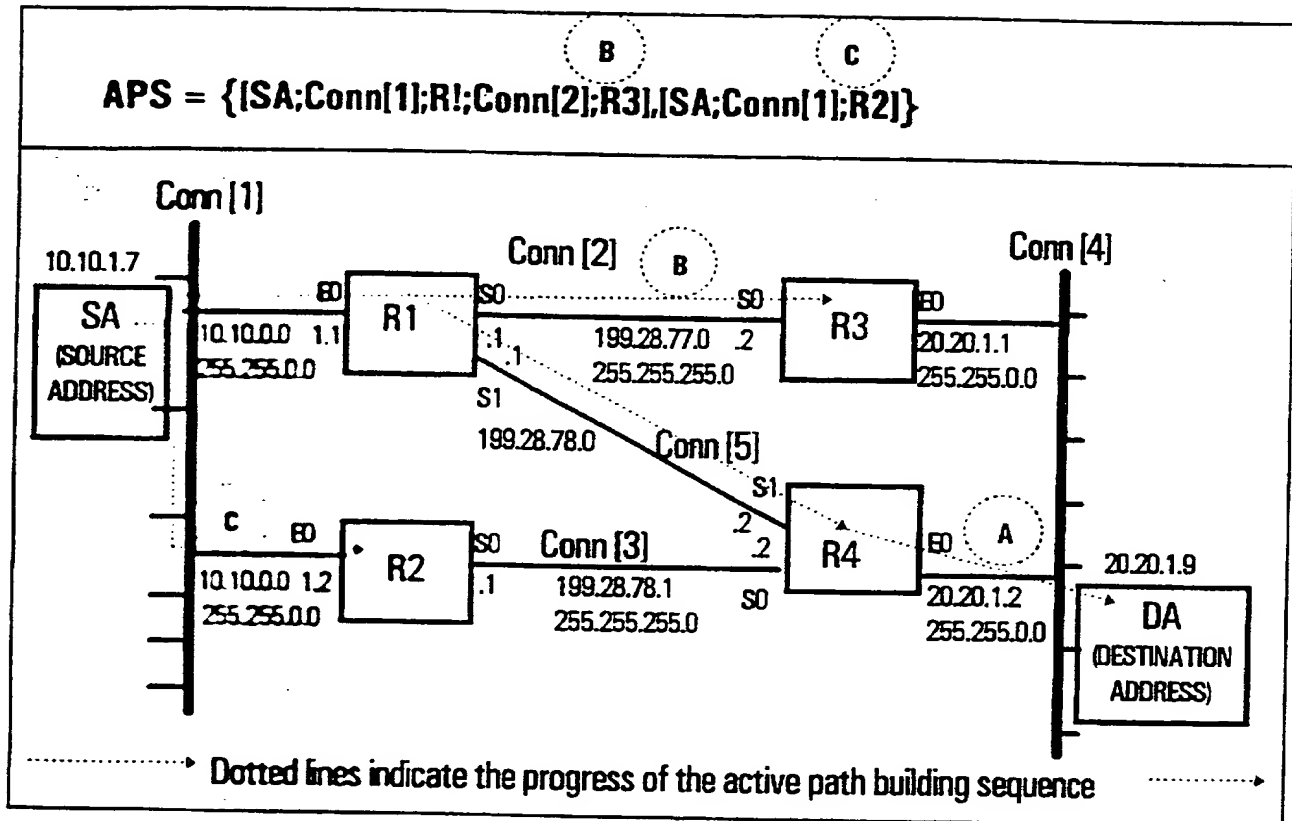 B
C
APS = {[SA;Conn[1];R!;Conn[2];R3],[SA;Conn[1];R2]}
Conn [1]
10.10.1.7
SA
(SOURCE
ADDRESS)
Conn [2]
B
Conn [4]
E0
R1
S0
S0
R3
E0
10.10.0.0 1.1
255.255.0.0
.1
.1
199.28.77.0 .2
255.255.255.0
20.20.1.1
255.255.0.0
S1
199.28.78.0
Conn [5]
S1
.2
.2
C
E0
R2
S0
.1
Conn [3]
R4
E0
A
10.10.0.0 1.2
255.255.0.0
199.28.78.1
255.255.255.0
S0
20.20.1.2
255.255.0.0
20.20.1.9
DA
(DESTINATION
ADDRESS)
Dotted lines indicate the progress of the active path building sequence